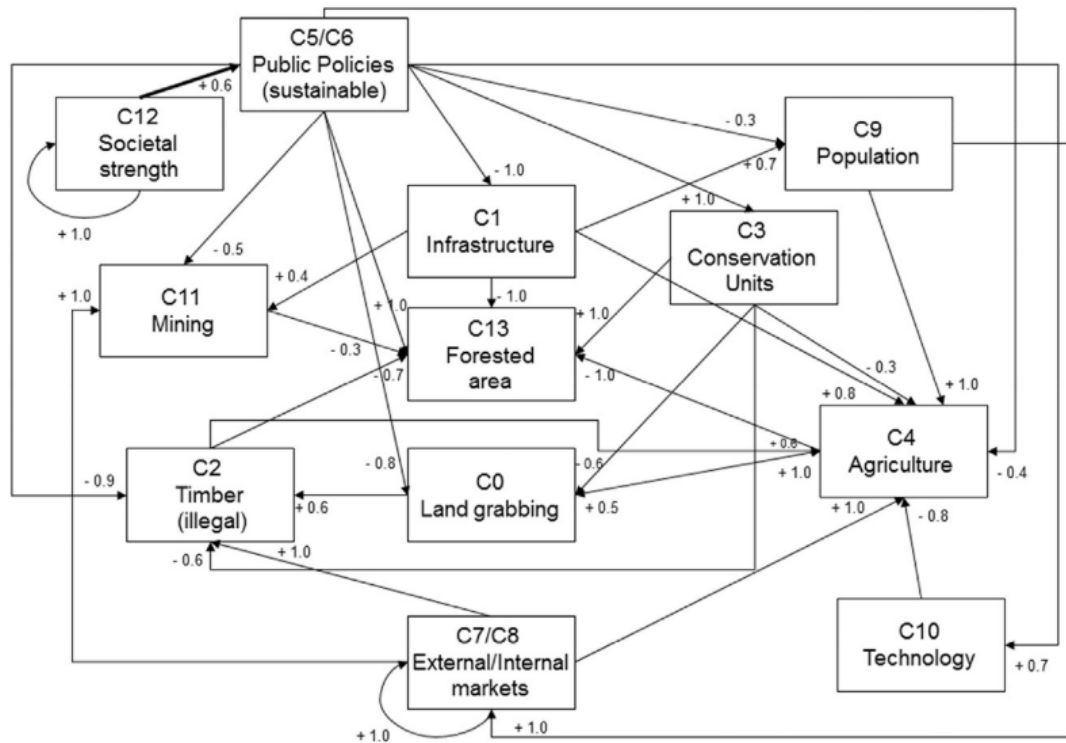 C5/C6
Public Policies
(sustainable)
+ 0.6
C12
Societal
strength
+ 1.0
- 0.3
C9
Population
+ 0.7
- 1.0
+ 1.0
C1
Infrastructure
C3
Conservation
Units
- 0.5
+ 0.4
+ 1.0
C11
Mining
+ 1.0
- 1.0
+ 1.0
C13
Forested
area
- 0.3
- 0.7
- 1.0
- 0.3
+ 0.8
+ 1.0
C4
Agriculture
- 0.4
+ 0.6
+ 1.0
C2
Timber
(illegal)
- 0.9
- 0.8
+ 0.6
C0
Land grabbing
- 0.6
+ 0.5
+ 1.0
- 0.8
- 0.6
+ 1.0
C7/C8
External/Internal
markets
+ 1.0
+ 1.0
C10
Technology
+ 0.7